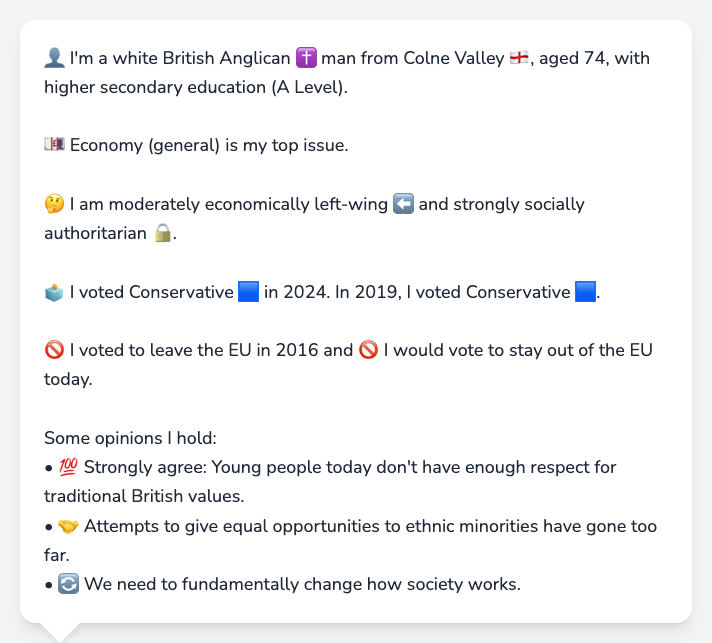 👤 I'm a white British Anglican ✝️ man from Colne Valley 🏴󠁧󠁢󠁥󠁮󠁧󠁿, aged 74, with
higher secondary education (A Level).
💷 Economy (general) is my top issue.
🤔 I am moderately economically left-wing ⬅️ and strongly socially
authoritarian 🔒.
🗳️ I voted Conservative 🟦 in 2024. In 2019, I voted Conservative 🟦.
🚫 I voted to leave the EU in 2016 and 🚫 I would vote to stay out of the EU
today.
Some opinions I hold:
• 💯 Strongly agree: Young people today don't have enough respect for
traditional British values.
• 🤝 Attempts to give equal opportunities to ethnic minorities have gone too
far.
• 🔄 We need to fundamentally change how society works.